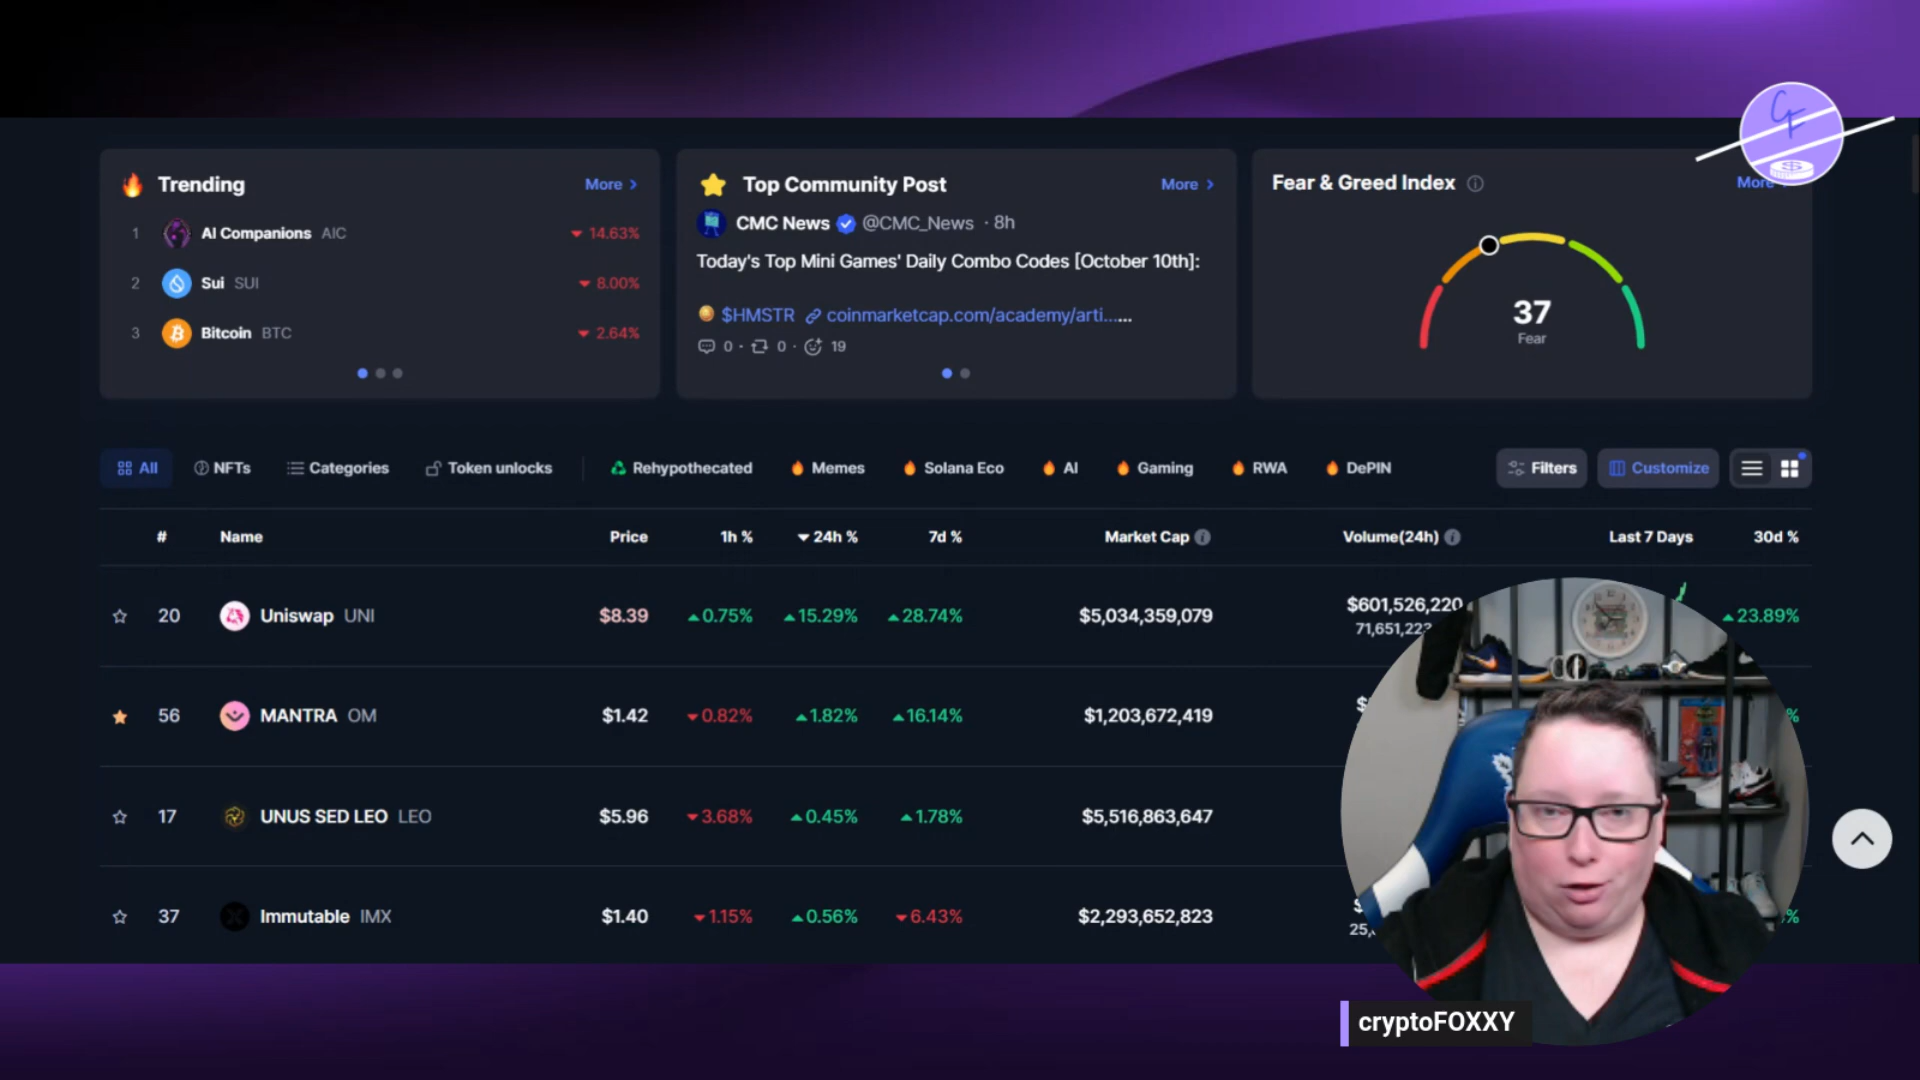 Trending
More >
1 AI Companions AIC 14.63%
2 Sui SUI 8.00%
3 Bitcoin BTC 2.64%
Top Community Post
More >
CMC News @CMC_News · 8h
Today's Top Mini Games' Daily Combo Codes [October 10th]:
$HMSTR coinmarketcap.com/academy/arti......
0 · 0 · 19
Fear & Greed Index
More
37
Fear
CF
$
All NFTs Categories Token unlocks Rehypothecated Memes Solana Eco AI Gaming RWA DePIN Filters Customize
# Name Price 1h % 24h % 7d % Market Cap Volume(24h) Last 7 Days 30d %
20 Uniswap UNI $8.39 0.75% 15.29% 28.74% $5,034,359,079 $601,526,220 23.89%
71,651,223
56 MANTRA OM $1.42 0.82% 1.82% 16.14% $1,203,672,419 $ %
17 UNUS SED LEO LEO $5.96 3.68% 0.45% 1.78% $5,516,863,647
37 Immutable IMX $1.40 1.15% 0.56% 6.43% $2,293,652,823 $ %
25,
cryptoFOXXY